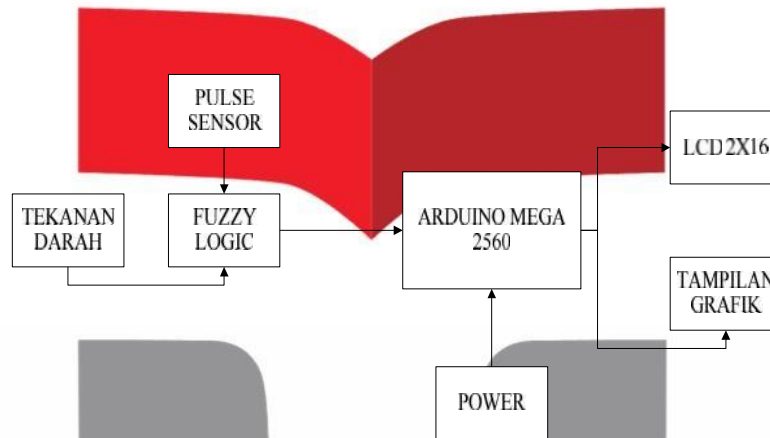 PULSE
SENSOR
TEKANAN
DARAH
FUZZY
LOGIC
ARDUINO MEGA
2560
LCD 2X16
TAMPILAN
GRAFIK
POWER